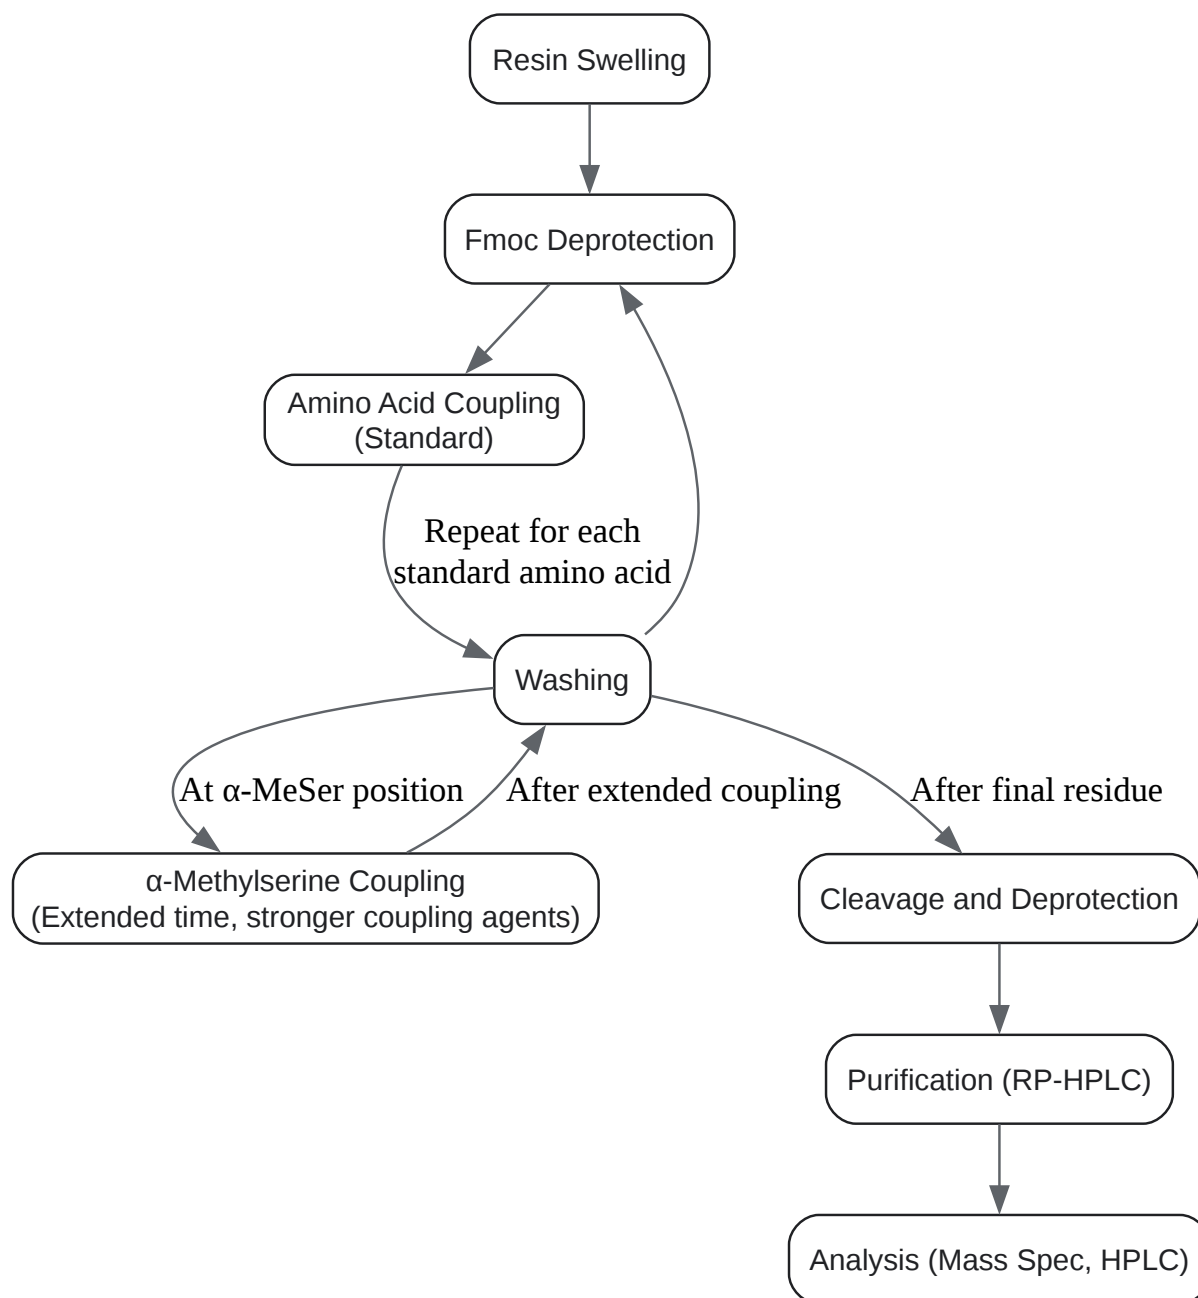 Resin Swelling
Fmoc Deprotection
Amino Acid Coupling
(Standard)
Repeat for each
standard amino acid
Washing
At α-MeSer position
After extended coupling
After final residue
α-Methylserine Coupling
(Extended time, stronger coupling agents)
Cleavage and Deprotection
Purification (RP-HPLC)
Analysis (Mass Spec, HPLC)